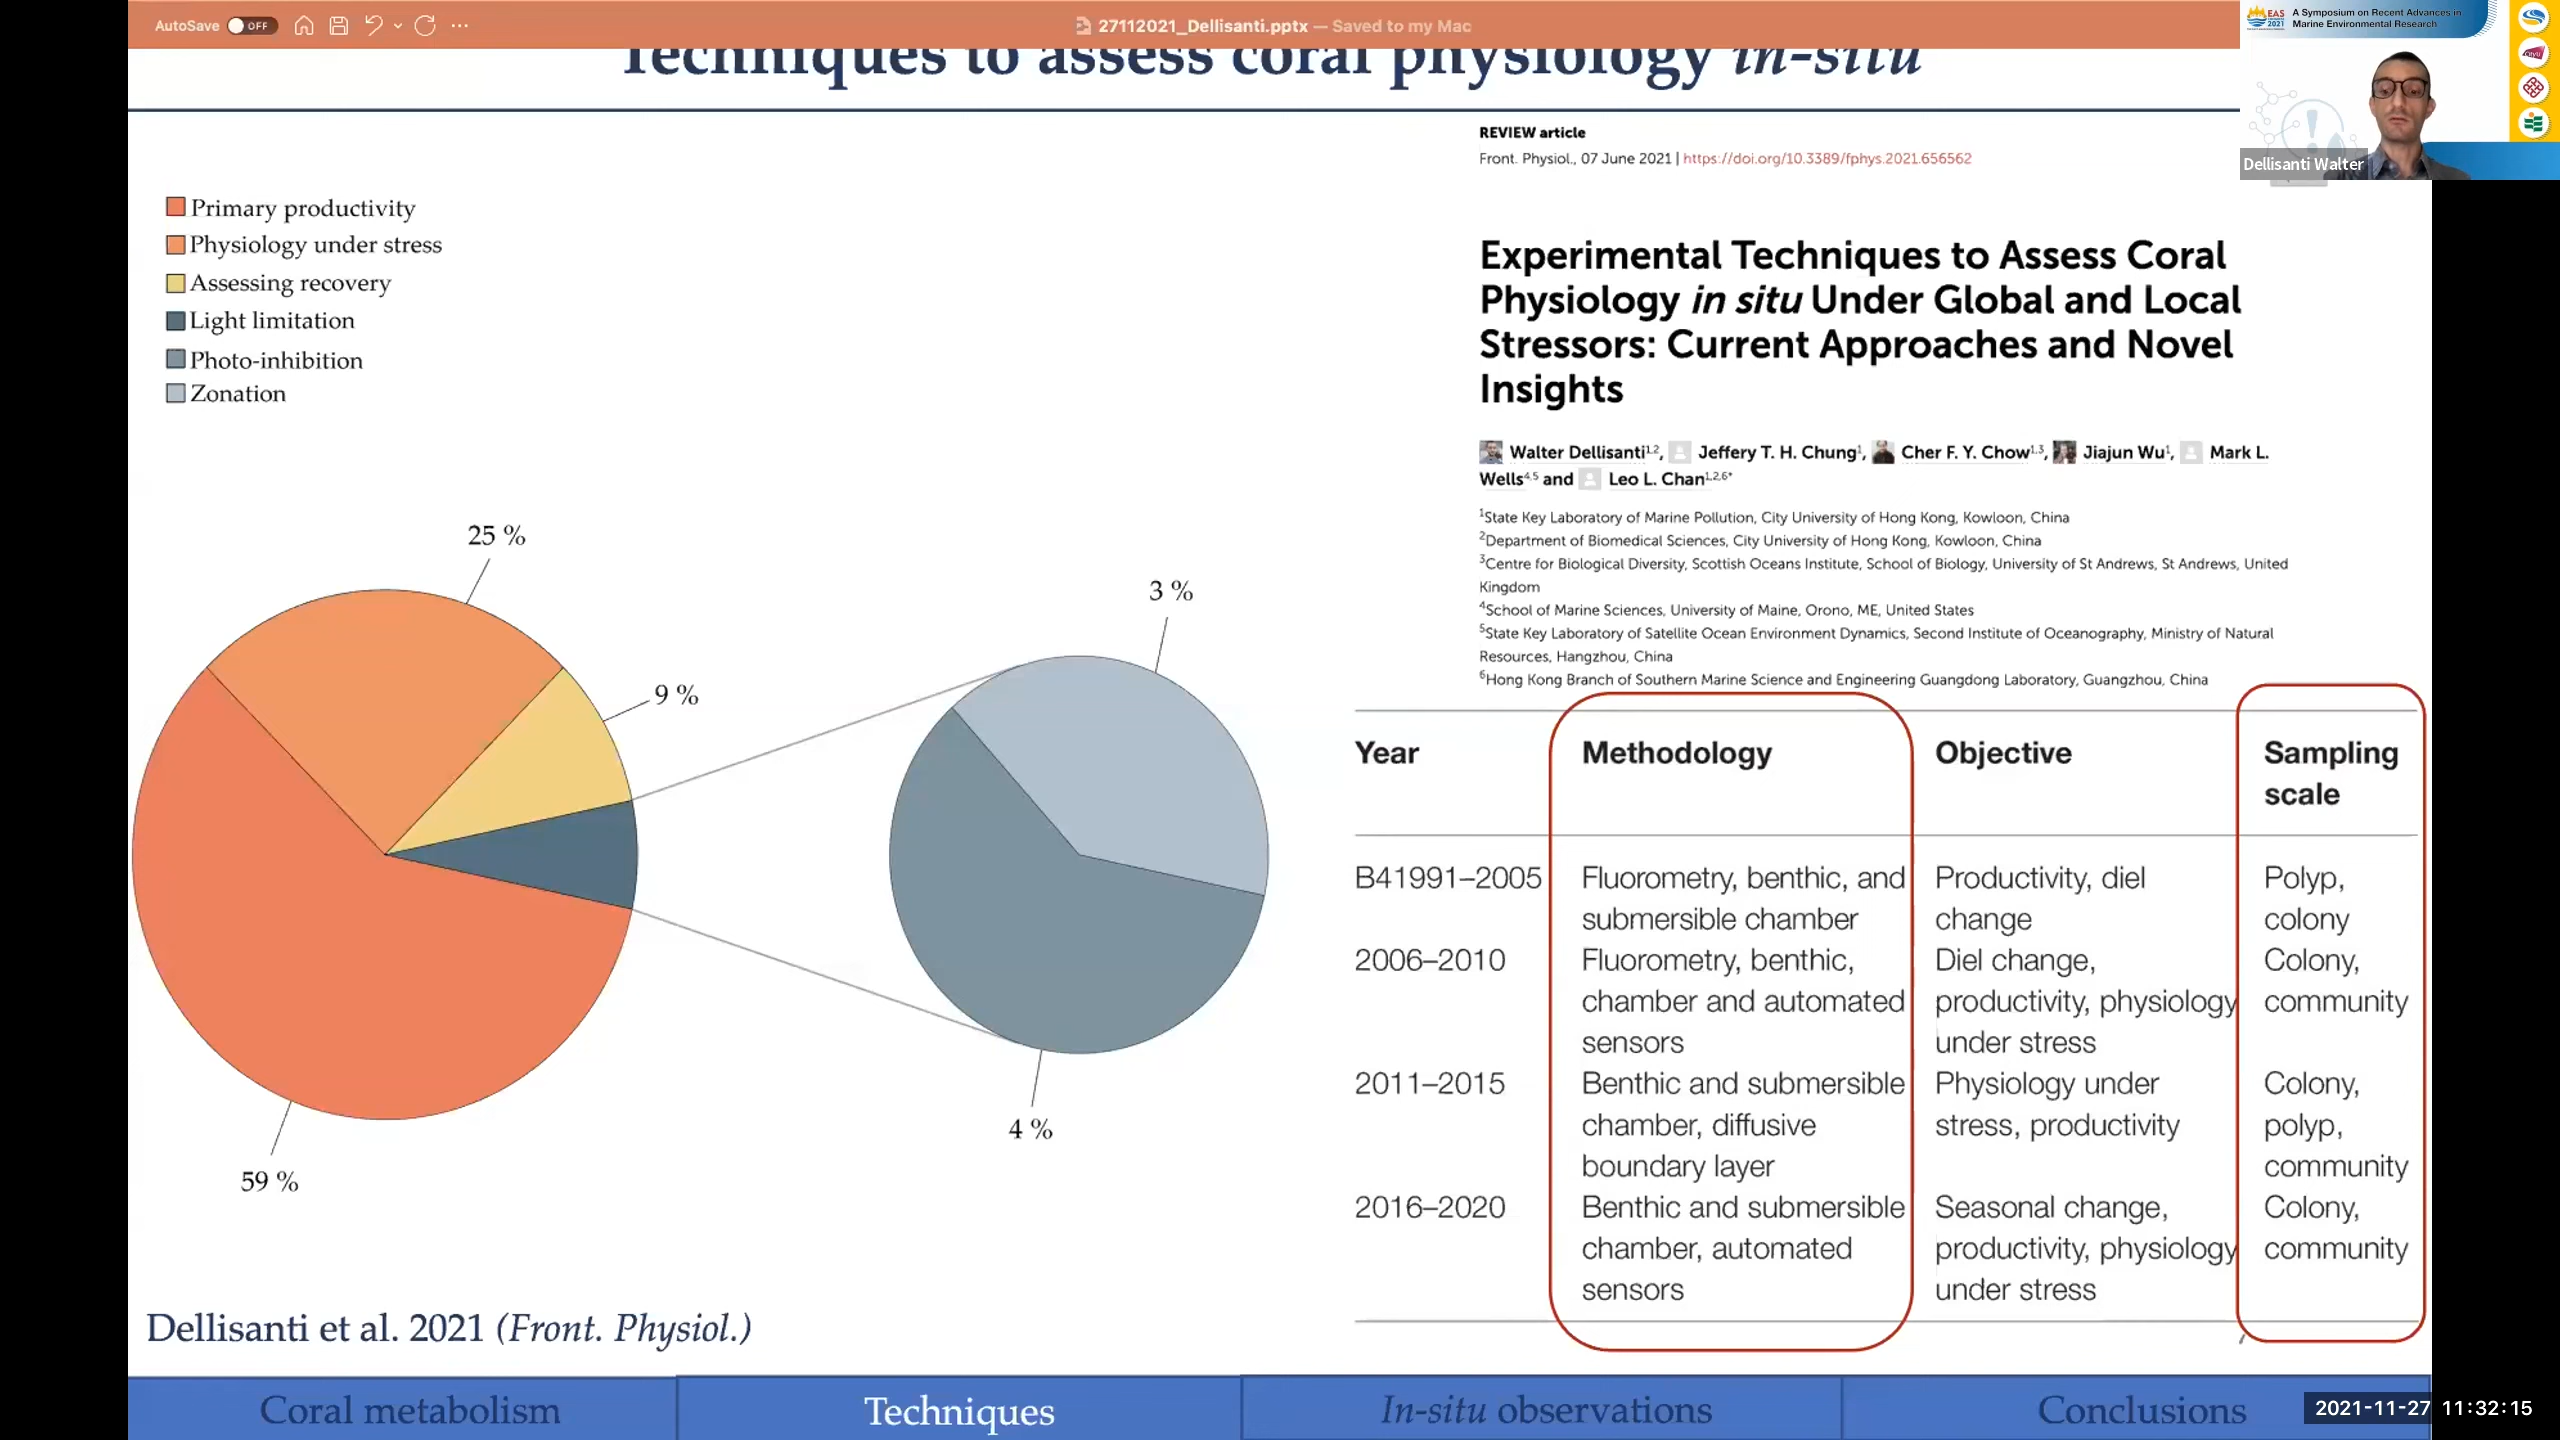 AutoSave OFF
27112021_Dellisanti.pptx — Saved to my Mac
EAS
2021
A Symposium on Recent Advances in
Marine Environmental Research
Dellisanti Walter
Techniques to assess coral physiology in-situ
Primary productivity
Physiology under stress
Assessing recovery
Light limitation
Photo-inhibition
Zonation
25 %
9 %
59 %
3 %
4 %
Dellisanti et al. 2021 (Front. Physiol.)
REVIEW article
Front. Physiol., 07 June 2021 | https://doi.org/10.3389/fphys.2021.656562
Experimental Techniques to Assess Coral
Physiology in situ Under Global and Local
Stressors: Current Approaches and Novel
Insights
Walter Dellisanti1,2, Jeffery T. H. Chung1, Cher F. Y. Chow1,3, Jiajun Wu1, Mark L.
Wells4,5 and Leo L. Chan1,2,6*
1State Key Laboratory of Marine Pollution, City University of Hong Kong, Kowloon, China
2Department of Biomedical Sciences, City University of Hong Kong, Kowloon, China
3Centre for Biological Diversity, Scottish Oceans Institute, School of Biology, University of St Andrews, St Andrews, United
Kingdom
4School of Marine Sciences, University of Maine, Orono, ME, United States
5State Key Laboratory of Satellite Ocean Environment Dynamics, Second Institute of Oceanography, Ministry of Natural
Resources, Hangzhou, China
6Hong Kong Branch of Southern Marine Science and Engineering Guangdong Laboratory, Guangzhou, China
Year Methodology Objective Sampling
scale
B41991–2005 Fluorometry, benthic, and Productivity, diel Polyp,
submersible chamber change colony
2006–2010 Fluorometry, benthic, Diel change, Colony,
chamber and automated productivity, physiology community
sensors under stress
2011–2015 Benthic and submersible Physiology under Colony,
chamber, diffusive stress, productivity polyp,
boundary layer community
2016–2020 Benthic and submersible Seasonal change, Colony,
chamber, automated productivity, physiology community
sensors under stress
Coral metabolism Techniques In-situ observations Conclusions
2021-11-27 11:32:15